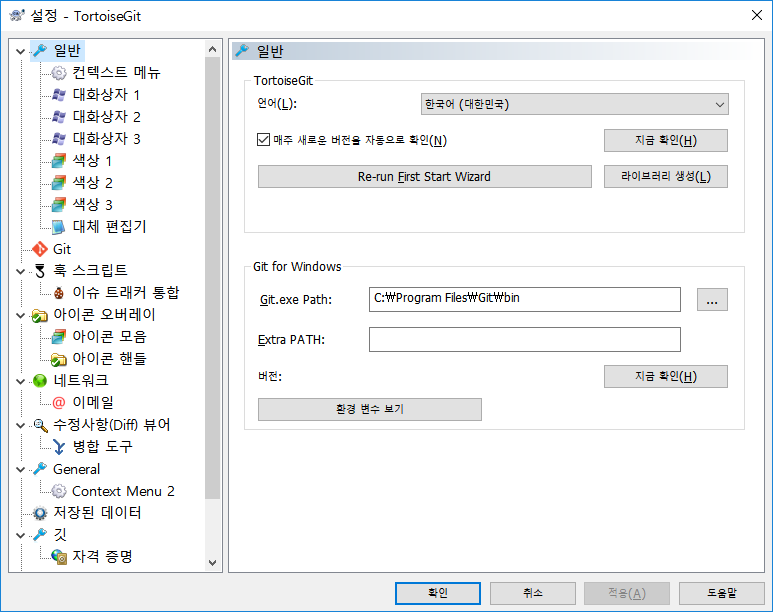 설정 - TortoiseGit
일반
컨텍스트 메뉴
대화상자 1
대화상자 2
대화상자 3
색상 1
색상 2
색상 3
대체 편집기
Git
훅 스크립트
이슈 트래커 통합
아이콘 오버레이
아이콘 모음
아이콘 핸들
네트워크
이메일
수정사항(Diff) 뷰어
병합 도구
General
Context Menu 2
저장된 데이터
깃
자격 증명
일반
TortoiseGit
언어(L):
한국어 (대한민국)
매주 새로운 버전을 자동으로 확인(N)
지금 확인(H)
Re-run First Start Wizard
라이브러리 생성(L)
Git for Windows
Git.exe Path:
C:₩Program Files₩Git₩bin
...
Extra PATH:
버전:
지금 확인(H)
환경 변수 보기
확인
취소
적용(A)
도움말